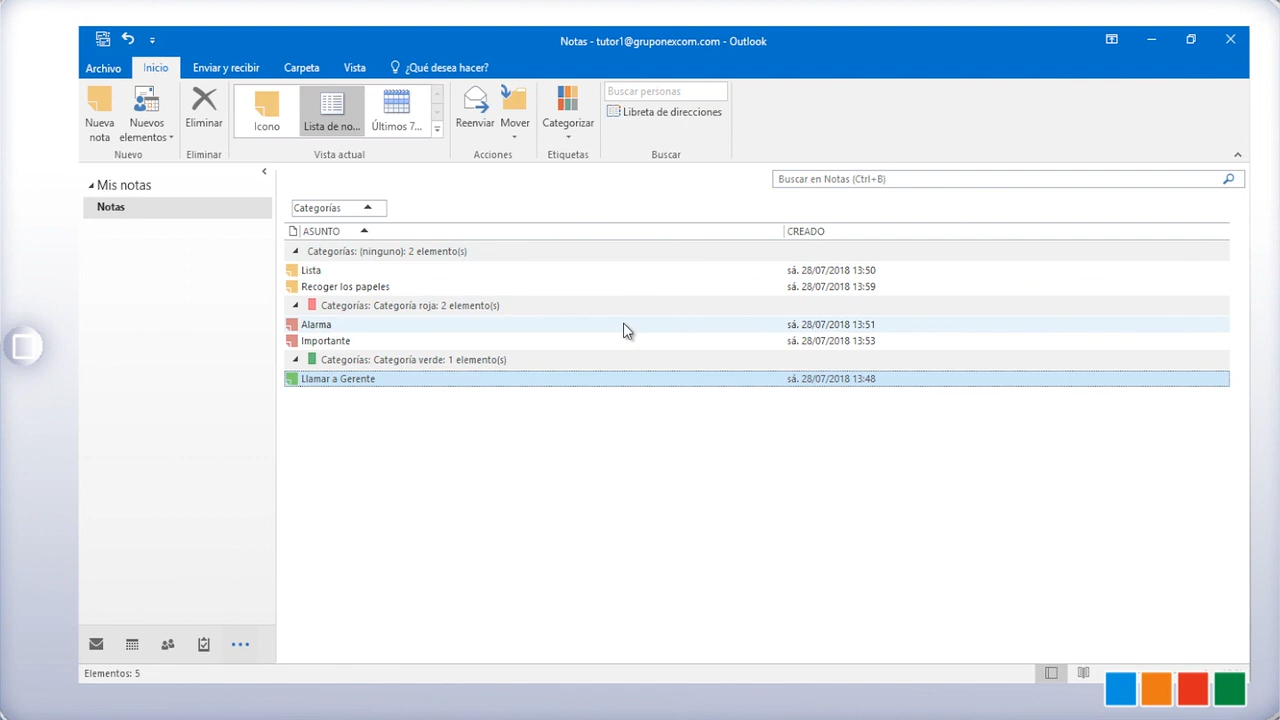 Notas - tutor1@gruponexcom.com - Outlook
Archivo Inicio Enviar y recibir Carpeta Vista ¿Qué desea hacer?
Nueva nota
Nuevos elementos
Nuevo
Eliminar
Eliminar
Icono
Lista de no...
Últimos 7...
Vista actual
Reenviar
Mover
Acciones
Categorizar
Etiquetas
Buscar personas
Libreta de direcciones
Buscar
Mis notas
Notas
Buscar en Notas (Ctrl+B)
Categorías
ASUNTO CREADO
Categorías: (ninguno): 2 elemento(s)
Lista sá. 28/07/2018 13:50
Recoger los papeles sá. 28/07/2018 13:59
Categorías: Categoría roja: 2 elemento(s)
Alarma sá. 28/07/2018 13:51
Importante sá. 28/07/2018 13:53
Categorías: Categoría verde: 1 elemento(s)
Llamar a Gerente sá. 28/07/2018 13:48
Elementos: 5